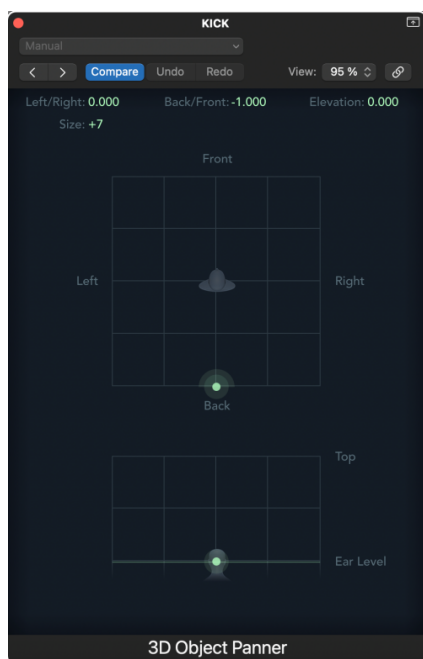 KICK
Manual
Compare Undo Redo View: 95 %
Left/Right: 0.000 Back/Front: -1.000 Elevation: 0.000
Size: +7
Front
Left Right
Back
Top
Ear Level
3D Object Panner